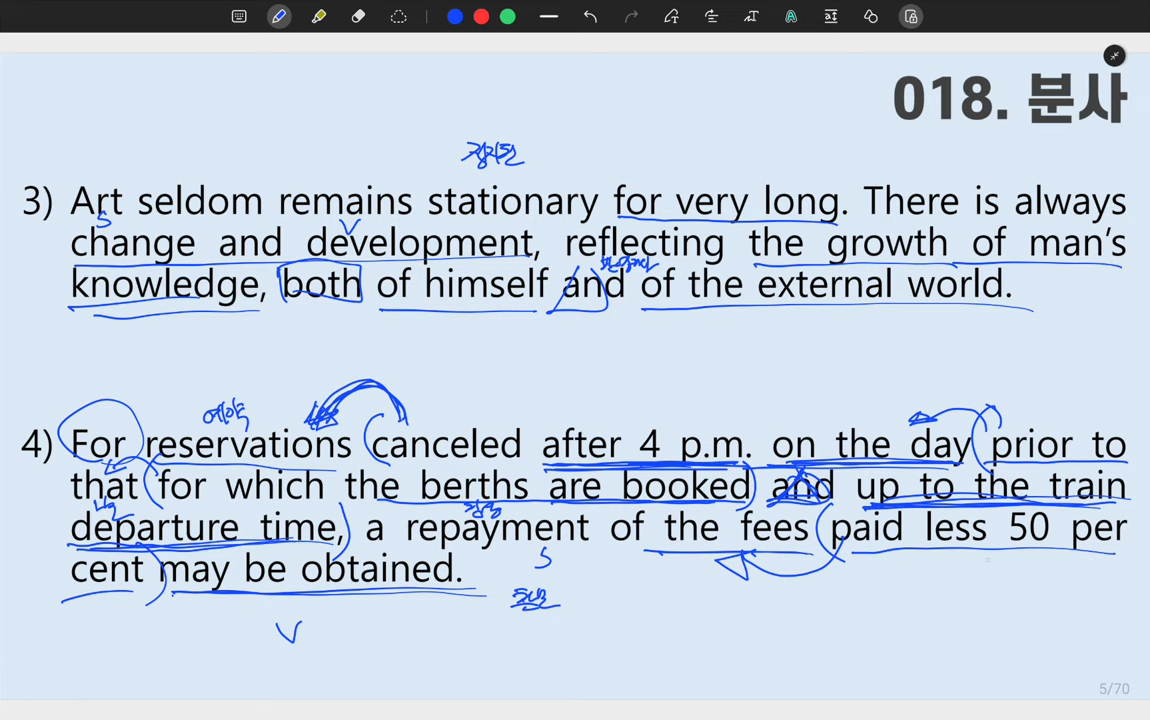 018. 분사
정지된
3) Art seldom remains stationary for very long. There is always
S V
change and development, reflecting the growth of man's
knowledge, both of himself and of the external world.
예약
4) For reservations canceled after 4 p.m. on the day prior to
that for which the berths are booked and up to the train
departure time, a repayment of the fees paid less 50 per
S
cent may be obtained.
V
5/70